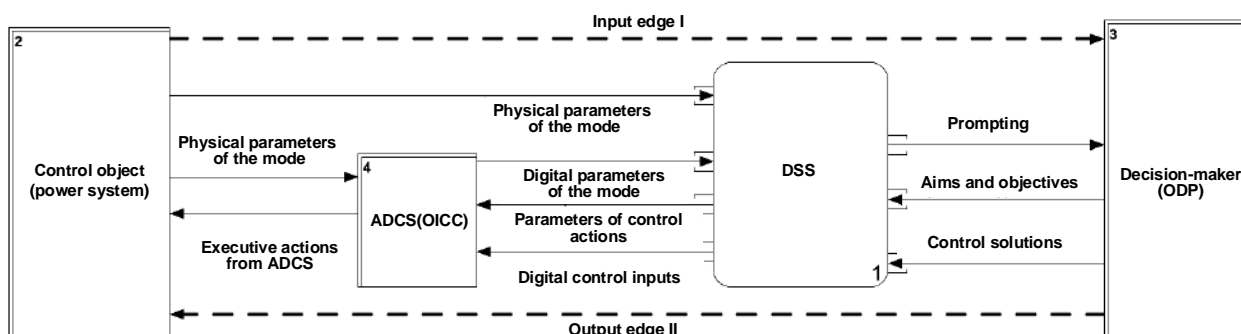 Input edge I
2
3
Physical parameters
of the mode
Prompting
Physical parameters
of the mode
4
Control object
(power system)
DSS
Decision-maker
(ODP)
Digital parameters
of the mode
Aims and objectives
ADCS(OICC)
Parameters of control
actions
Executive actions
from ADCS
Control solutions
Digital control inputs
1
Output edge II